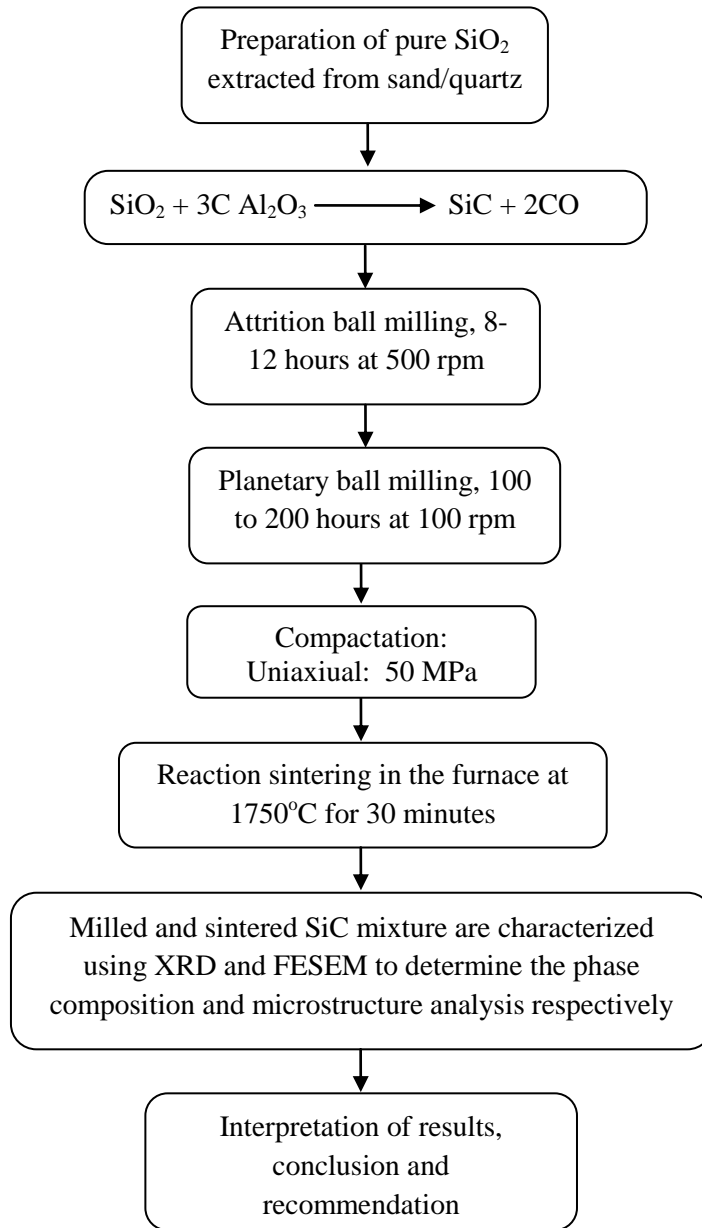 Preparation of pure SiO₂
extracted from sand/quartz
SiO₂ + 3C Al₂O₃ ⟶ SiC + 2CO
Attrition ball milling, 8-
12 hours at 500 rpm
Planetary ball milling, 100
to 200 hours at 100 rpm
Compactation:
Uniaxiual: 50 MPa
Reaction sintering in the furnace at
1750°C for 30 minutes
Milled and sintered SiC mixture are characterized
using XRD and FESEM to determine the phase
composition and microstructure analysis respectively
Interpretation of results,
conclusion and
recommendation